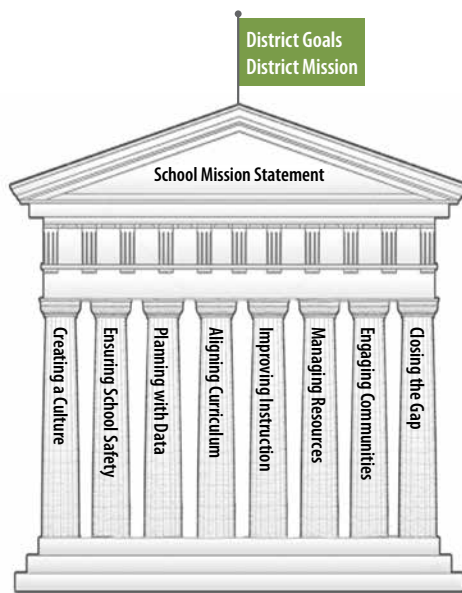 District Goals
District Mission
School Mission Statement
Creating a Culture
Ensuring School Safety
Planning with Data
Aligning Curriculum
Improving Instruction
Managing Resources
Engaging Communities
Closing the Gap